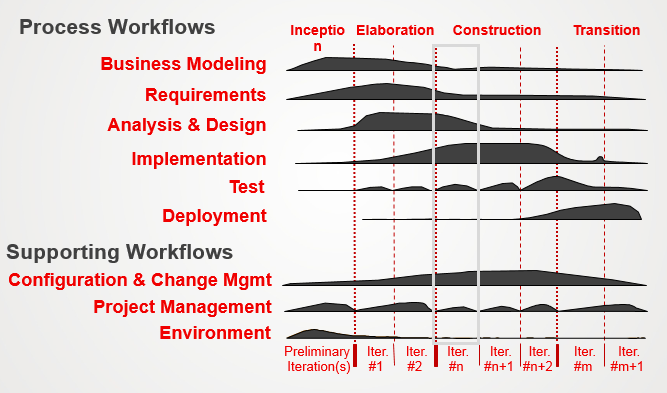 Process Workflows
Inceptio
n
Elaboration
Construction
Transition
Business Modeling
Requirements
Analysis & Design
Implementation
Test
Deployment
Supporting Workflows
Configuration & Change Mgmt
Project Management
Environment
Preliminary
Iteration(s)
Iter.
#1
Iter.
#2
Iter.
#n
Iter.
#n+1
Iter.
#n+2
Iter.
#m
Iter.
#m+1